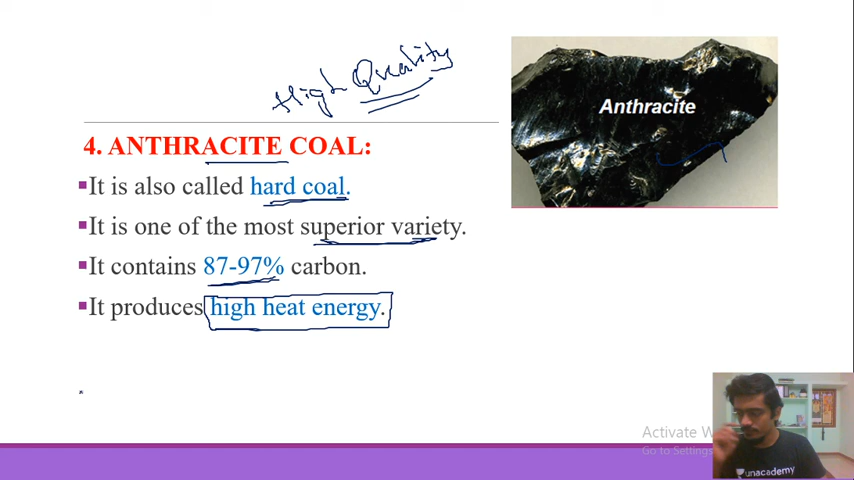 High Quality
Anthracite
4. ANTHRACITE COAL:
▪It is also called hard coal.
▪It is one of the most superior variety.
▪It contains 87-97% carbon.
▪It produces high heat energy.
Activate W
Go to Settings
unacademy